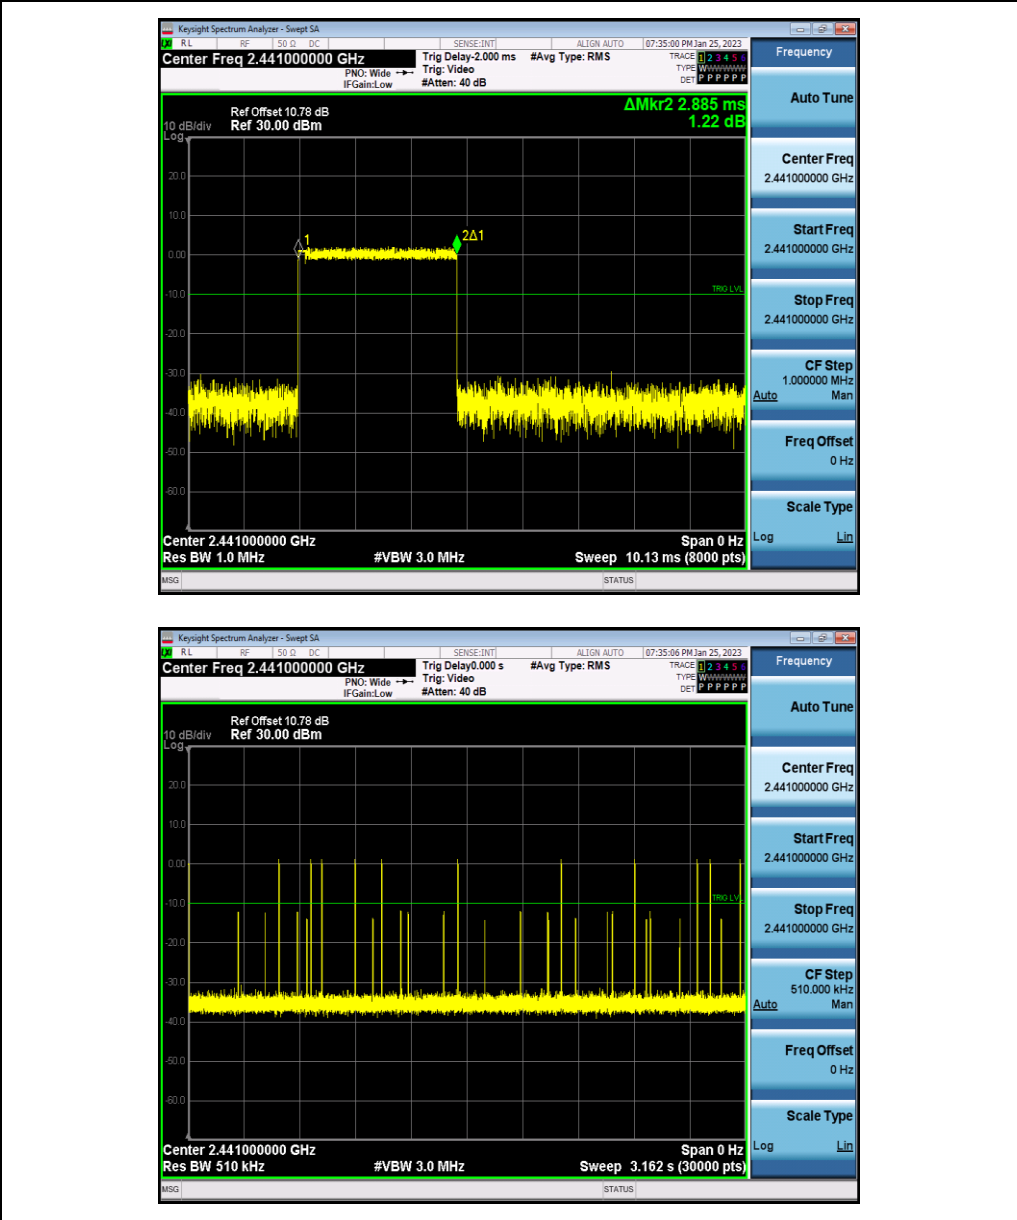 Keysight Spectrum Analyzer - Swept SA
LXI RL RF 50 Ω DC SENSE:INT ALIGN AUTO 07:35:00 PM Jan 25, 2023
Center Freq 2.441000000 GHz
PNO: Wide
IFGain:Low
Trig Delay-2.000 ms
Trig: Video
#Atten: 40 dB
#Avg Type: RMS
TRACE 1 2 3 4 5 6
TYPE W
DET P P P P P P
Frequency
Auto Tune
Center Freq
2.441000000 GHz
Start Freq
2.441000000 GHz
Stop Freq
2.441000000 GHz
CF Step
1.000000 MHz
Auto Man
Freq Offset
0 Hz
Scale Type
Log Lin
ΔMkr2 2.885 ms
1.22 dB
Ref Offset 10.78 dB
10 dB/div Ref 30.00 dBm
Log
20.0
10.0
0.00
-10.0
-20.0
-30.0
-40.0
-50.0
-60.0
1
2Δ1
TRIG LVL
Center 2.441000000 GHz Span 0 Hz
Res BW 1.0 MHz #VBW 3.0 MHz Sweep 10.13 ms (8000 pts)
MSG STATUS
Keysight Spectrum Analyzer - Swept SA
LXI RL RF 50 Ω DC SENSE:INT ALIGN AUTO 07:35:06 PM Jan 25, 2023
Center Freq 2.441000000 GHz
PNO: Wide
IFGain:Low
Trig Delay0.000 s
Trig: Video
#Atten: 40 dB
#Avg Type: RMS
TRACE 1 2 3 4 5 6
TYPE W
DET P P P P P P
Frequency
Auto Tune
Center Freq
2.441000000 GHz
Start Freq
2.441000000 GHz
Stop Freq
2.441000000 GHz
CF Step
510.000 kHz
Auto Man
Freq Offset
0 Hz
Scale Type
Log Lin
Ref Offset 10.78 dB
10 dB/div Ref 30.00 dBm
Log
20.0
10.0
0.00
-10.0
-20.0
-30.0
-40.0
-50.0
-60.0
TRIG LVL
Center 2.441000000 GHz Span 0 Hz
Res BW 510 kHz #VBW 3.0 MHz Sweep 3.162 s (30000 pts)
MSG STATUS